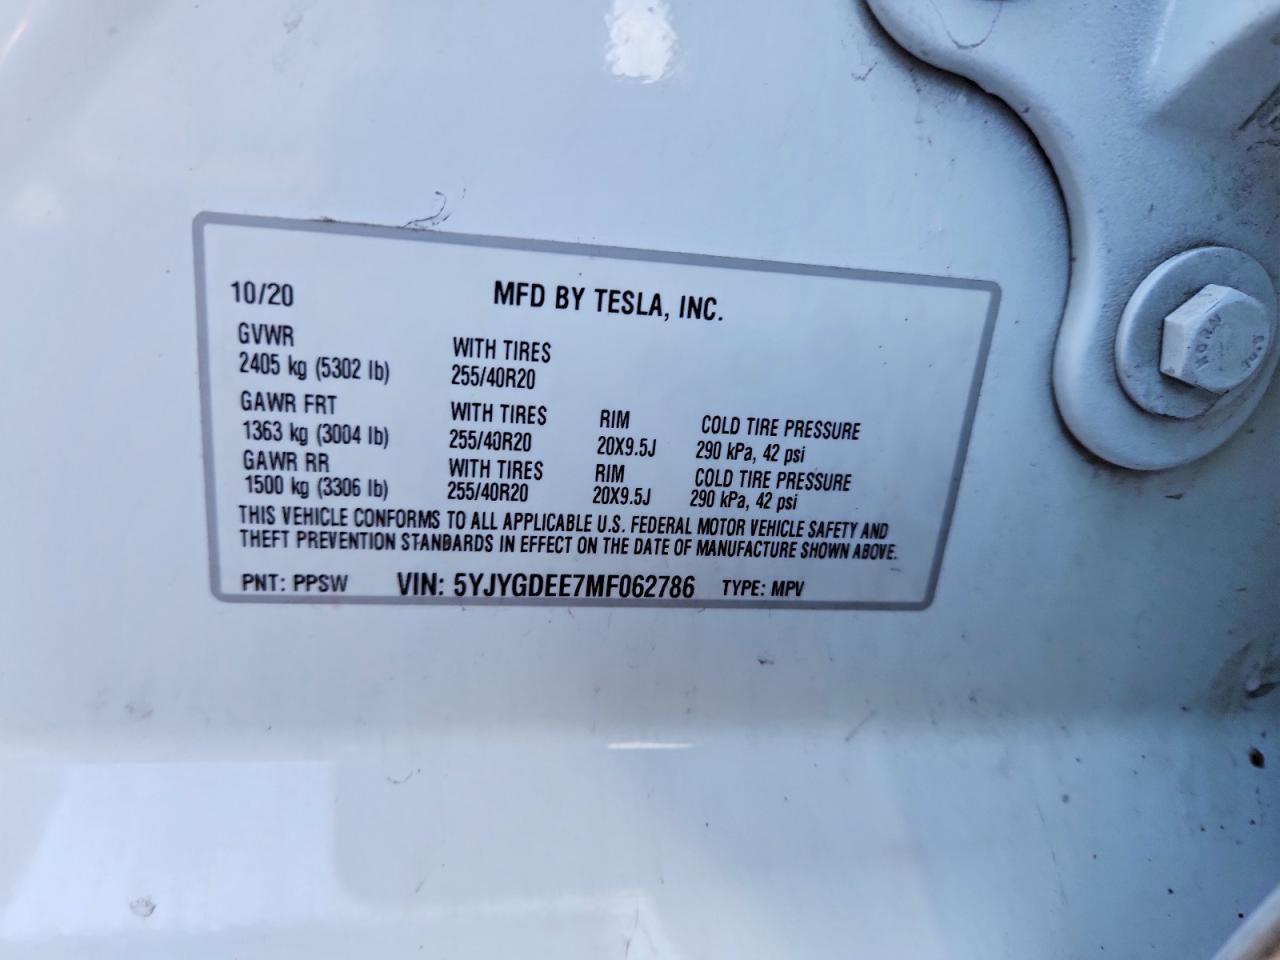 10/20 MFD BY TESLA, INC.
GVWR WITH TIRES
2405 kg (5302 lb) 255/40R20
GAWR FRT WITH TIRES RIM COLD TIRE PRESSURE
1363 kg (3004 lb) 255/40R20 20X9.5J 290 kPa, 42 psi
GAWR RR WITH TIRES RIM COLD TIRE PRESSURE
1500 kg (3306 lb) 255/40R20 20X9.5J 290 kPa, 42 psi
THIS VEHICLE CONFORMS TO ALL APPLICABLE U.S. FEDERAL MOTOR VEHICLE SAFETY AND
THEFT PREVENTION STANDARDS IN EFFECT ON THE DATE OF MANUFACTURE SHOWN ABOVE.
PNT: PPSW VIN: 5YJYGDEE7MF062786 TYPE: MPV